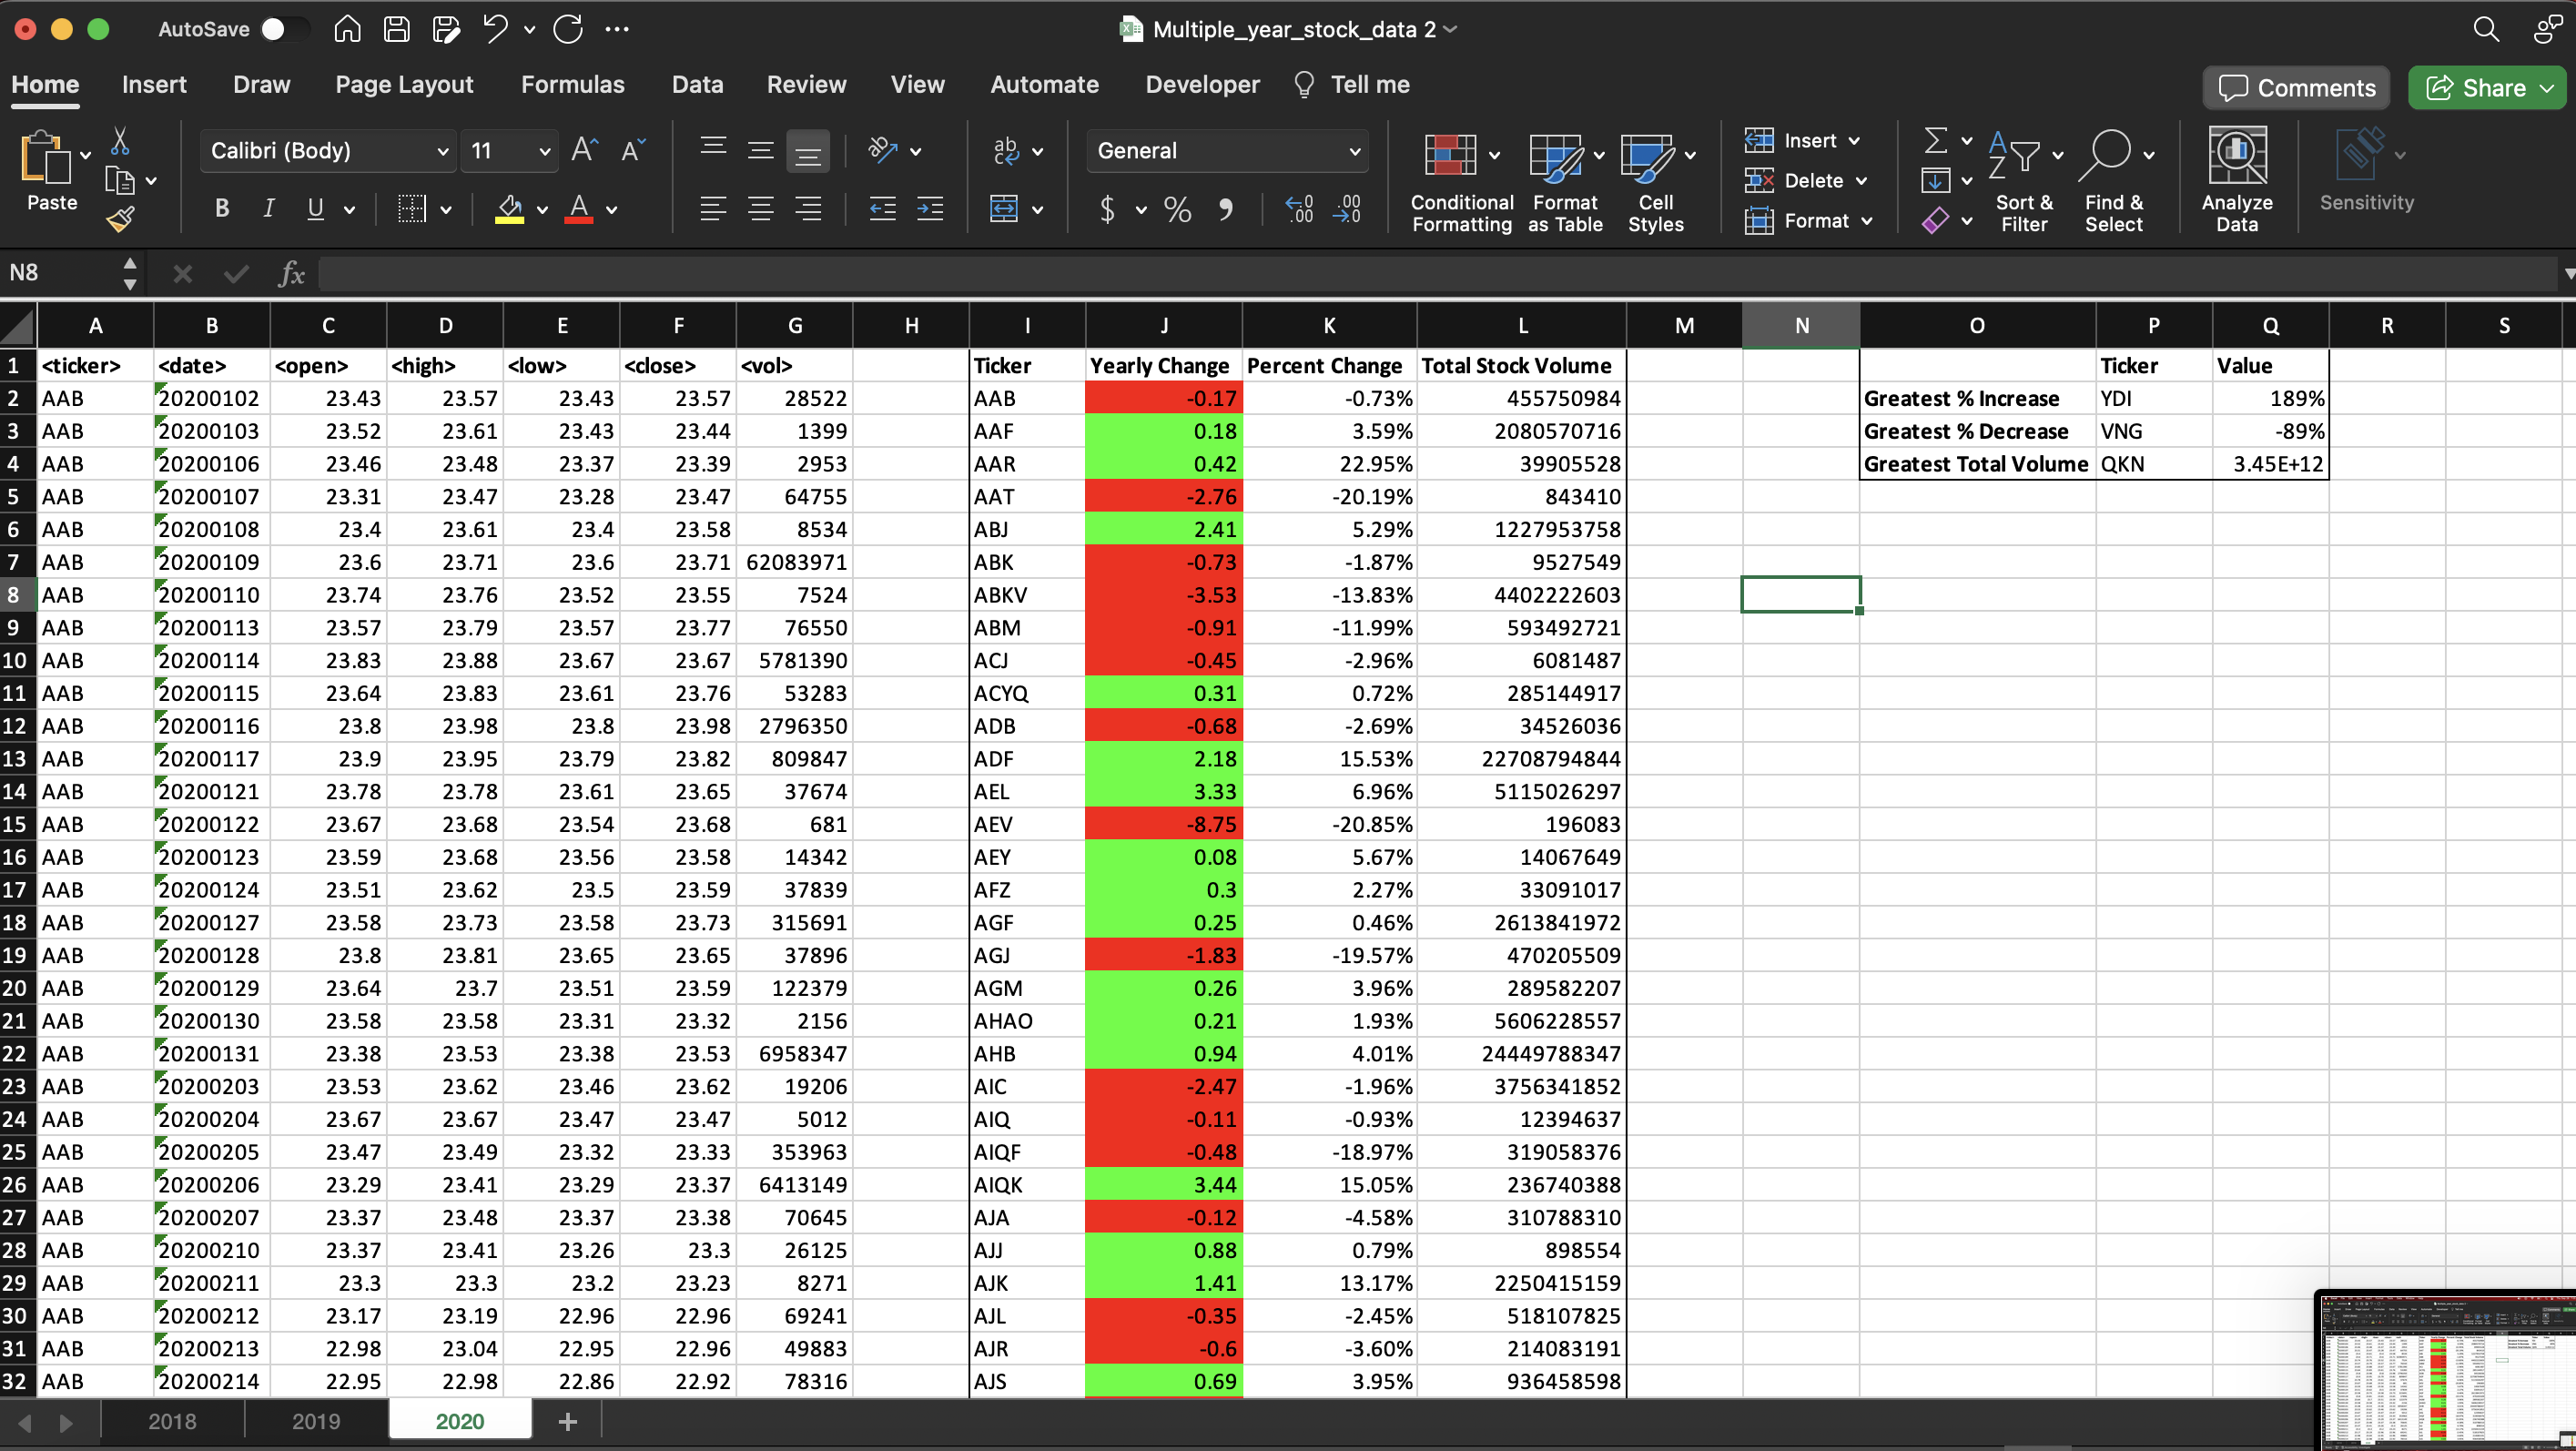 AutoSave Multiple_year_stock_data 2
Home Insert Draw Page Layout Formulas Data Review View Automate Developer Tell me Comments Share
Calibri (Body) 11 A A ab General Insert Σ A
c Delete Z
Paste B I U A $ % , .00 .00 Conditional Format Cell Format Sort & Find & Analyze Sensitivity
Formatting as Table Styles Filter Select Data
N8 fx
A B C D E F G H I J K L M N O P Q R S
1 <ticker> <date> <open> <high> <low> <close> <vol> Ticker Yearly Change Percent Change Total Stock Volume Ticker Value
2 AAB 20200102 23.43 23.57 23.43 23.57 28522 AAB -0.17 -0.73% 455750984 Greatest % Increase YDI 189%
3 AAB 20200103 23.52 23.61 23.43 23.44 1399 AAF 0.18 3.59% 2080570716 Greatest % Decrease VNG -89%
4 AAB 20200106 23.46 23.48 23.37 23.39 2953 AAR 0.42 22.95% 39905528 Greatest Total Volume QKN 3.45E+12
5 AAB 20200107 23.31 23.47 23.28 23.47 64755 AAT -2.76 -20.19% 843410
6 AAB 20200108 23.4 23.61 23.4 23.58 8534 ABJ 2.41 5.29% 1227953758
7 AAB 20200109 23.6 23.71 23.6 23.71 62083971 ABK -0.73 -1.87% 9527549
8 AAB 20200110 23.74 23.76 23.52 23.55 7524 ABKV -3.53 -13.83% 4402222603
9 AAB 20200113 23.57 23.79 23.57 23.77 76550 ABM -0.91 -11.99% 593492721
10 AAB 20200114 23.83 23.88 23.67 23.67 5781390 ACJ -0.45 -2.96% 6081487
11 AAB 20200115 23.64 23.83 23.61 23.76 53283 ACYQ 0.31 0.72% 285144917
12 AAB 20200116 23.8 23.98 23.8 23.98 2796350 ADB -0.68 -2.69% 34526036
13 AAB 20200117 23.9 23.95 23.79 23.82 809847 ADF 2.18 15.53% 22708794844
14 AAB 20200121 23.78 23.78 23.61 23.65 37674 AEL 3.33 6.96% 5115026297
15 AAB 20200122 23.67 23.68 23.54 23.68 681 AEV -8.75 -20.85% 196083
16 AAB 20200123 23.59 23.68 23.56 23.58 14342 AEY 0.08 5.67% 14067649
17 AAB 20200124 23.51 23.62 23.5 23.59 37839 AFZ 0.3 2.27% 33091017
18 AAB 20200127 23.58 23.73 23.58 23.73 315691 AGF 0.25 0.46% 2613841972
19 AAB 20200128 23.8 23.81 23.65 23.65 37896 AGJ -1.83 -19.57% 470205509
20 AAB 20200129 23.64 23.7 23.51 23.59 122379 AGM 0.26 3.96% 289582207
21 AAB 20200130 23.58 23.58 23.31 23.32 2156 AHAO 0.21 1.93% 5606228557
22 AAB 20200131 23.38 23.53 23.38 23.53 6958347 AHB 0.94 4.01% 24449788347
23 AAB 20200203 23.53 23.62 23.46 23.62 19206 AIC -2.47 -1.96% 3756341852
24 AAB 20200204 23.67 23.67 23.47 23.47 5012 AIQ -0.11 -0.93% 12394637
25 AAB 20200205 23.47 23.49 23.32 23.33 353963 AIQF -0.48 -18.97% 319058376
26 AAB 20200206 23.29 23.41 23.29 23.37 6413149 AIQK 3.44 15.05% 236740388
27 AAB 20200207 23.37 23.48 23.37 23.38 70645 AJA -0.12 -4.58% 310788310
28 AAB 20200210 23.37 23.41 23.26 23.3 26125 AJJ 0.88 0.79% 898554
29 AAB 20200211 23.3 23.3 23.2 23.23 8271 AJK 1.41 13.17% 2250415159
30 AAB 20200212 23.17 23.19 22.96 22.96 69241 AJL -0.35 -2.45% 518107825
31 AAB 20200213 22.98 23.04 22.95 22.96 49883 AJR -0.6 -3.60% 214083191
32 AAB 20200214 22.95 22.98 22.86 22.92 78316 AJS 0.69 3.95% 936458598
2018 2019 2020 +